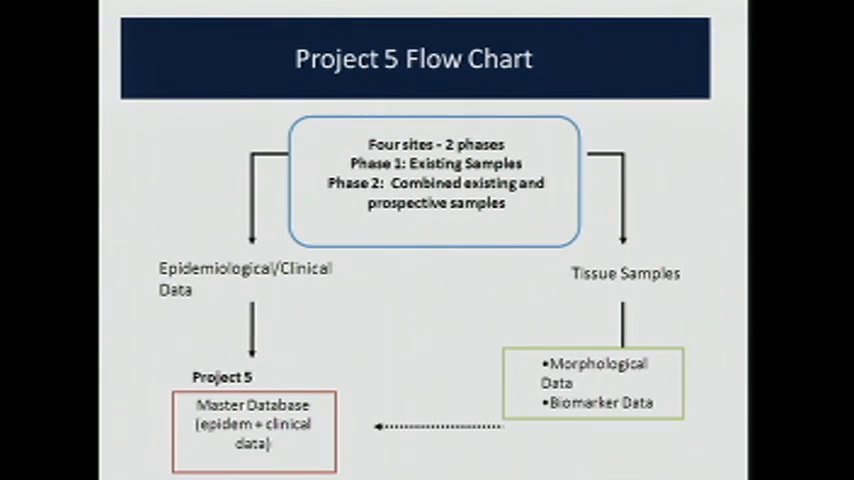 Project 5 Flow Chart
Four sites - 2 phases
Phase 1: Existing Samples
Phase 2: Combined existing and
prospective samples
Epidemiological/Clinical
Data
Tissue Samples
Project 5
Master Database
(epidem + clinical
data)
•Morphological
Data
•Biomarker Data